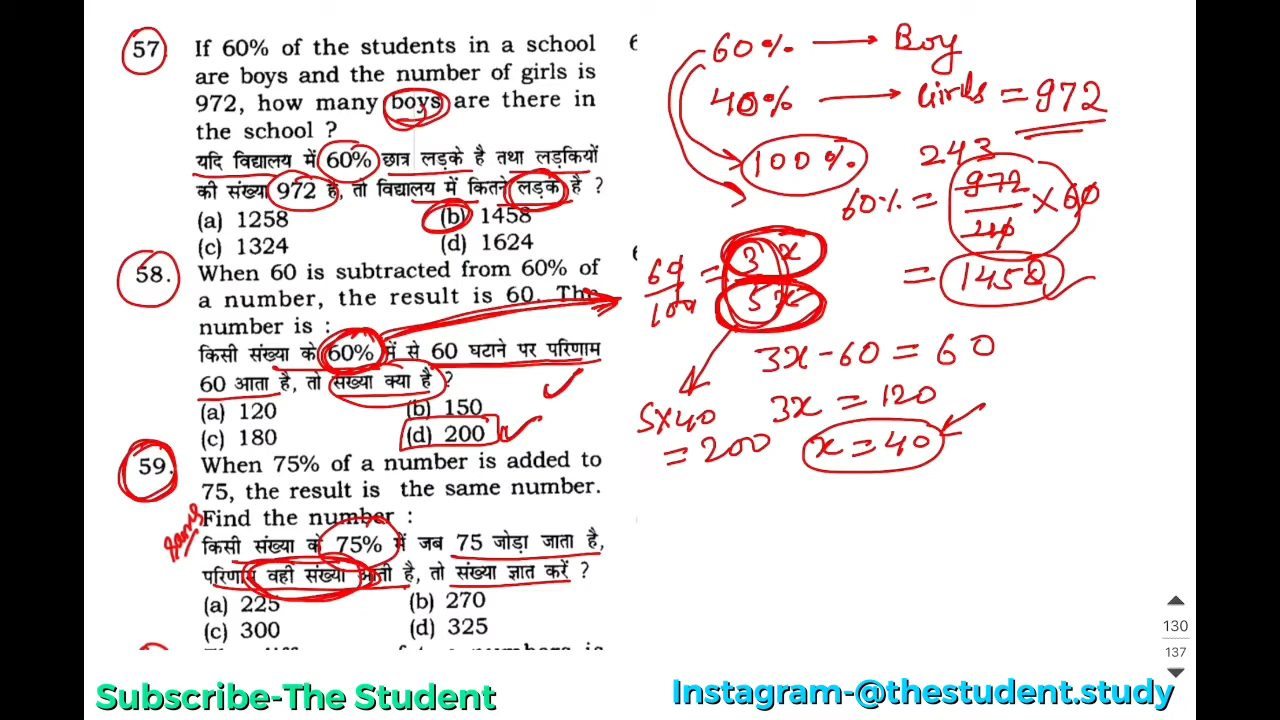 57 If 60% of the students in a school
are boys and the number of girls is
972, how many boys are there in
the school ?
यदि विद्यालय में 60% छात्र लड़के है तथा लड़कियों
की संख्या 972 है, तो विद्यालय में कितने लड़के है ?
(a) 1258 (b) 1458
(c) 1324 (d) 1624
58. When 60 is subtracted from 60% of
a number, the result is 60. The
number is :
किसी संख्या के 60% में से 60 घटाने पर परिणाम
60 आता है, तो संख्या क्या है ?
(a) 120 (b) 150
(c) 180 (d) 200
59. When 75% of a number is added to
75, the result is the same number.
Find the number :
किसी संख्या के 75% में जब 75 जोड़ा जाता है,
परिणाम वही संख्या आती है, तो संख्या ज्ञात करें ?
(a) 225 (b) 270
(c) 300 (d) 325
60% → Boy
40% → Girls = 972
100%
243
60% = 972/40 × 60
= 1458
60/100 = 3x/5x
3x - 60 = 60
3x = 120
x = 40
5×40
= 200
130
137
Subscribe-The Student
Instagram-@thestudent.study